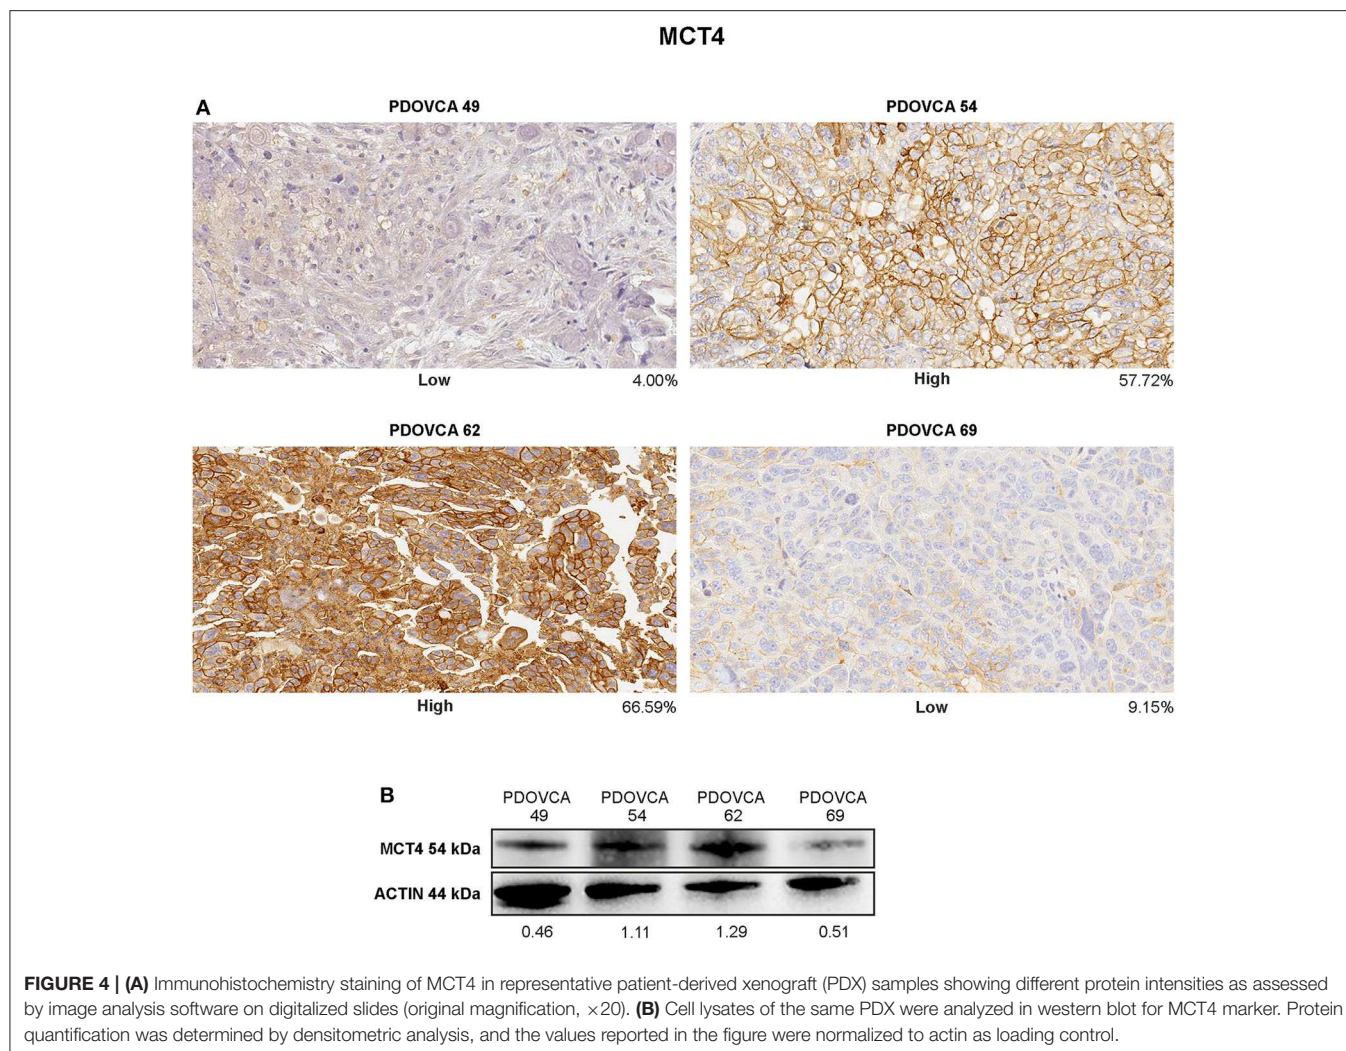 MCT4
A
PDOVCA 49
PDOVCA 54
Low 4.00%
High 57.72%
PDOVCA 62
PDOVCA 69
High 66.59%
Low 9.15%
B
PDOVCA 49
PDOVCA 54
PDOVCA 62
PDOVCA 69
MCT4 54 kDa
ACTIN 44 kDa
0.46 1.11 1.29 0.51
FIGURE 4 | (A) Immunohistochemistry staining of MCT4 in representative patient-derived xenograft (PDX) samples showing different protein intensities as assessed
by image analysis software on digitalized slides (original magnification, ×20). (B) Cell lysates of the same PDX were analyzed in western blot for MCT4 marker. Protein
quantification was determined by densitometric analysis, and the values reported in the figure were normalized to actin as loading control.